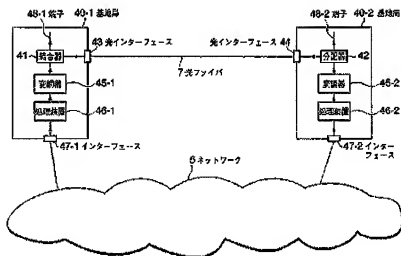 48-1 端子
40-1 基地局
43 光インターフェース
41
結合器
変調器
45-1
処理装置
46-1
47-1 インターフェース
7 光ファイバ
48-2 端子
40-2 基地局
光インターフェース 44
分配器
42
変調器
45-2
処理装置
46-2
47-2 インターフェース
6 ネットワーク